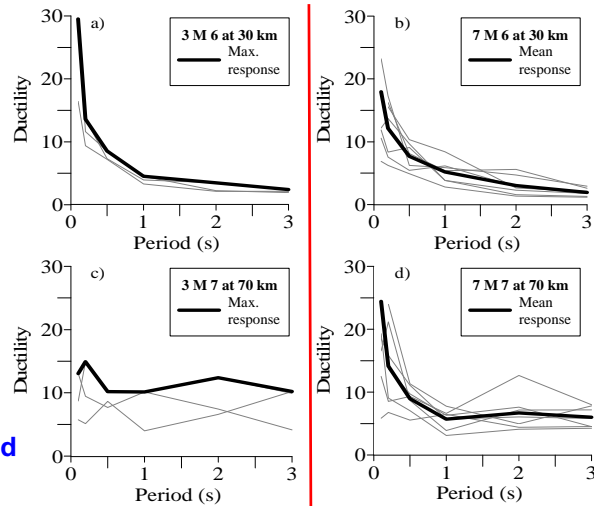 a)
3 M 6 at 30 km
Max.
response
Ductility
30
20
10
0
0
1
2
3
Period (s)
b)
7 M 6 at 30 km
Mean
response
Ductility
30
20
10
0
0
1
2
3
Period (s)
c)
3 M 7 at 70 km
Max.
response
Ductility
30
20
10
0
0
1
2
3
Period (s)
d)
7 M 7 at 70 km
Mean
response
Ductility
30
20
10
0
0
1
2
3
Period (s)
d